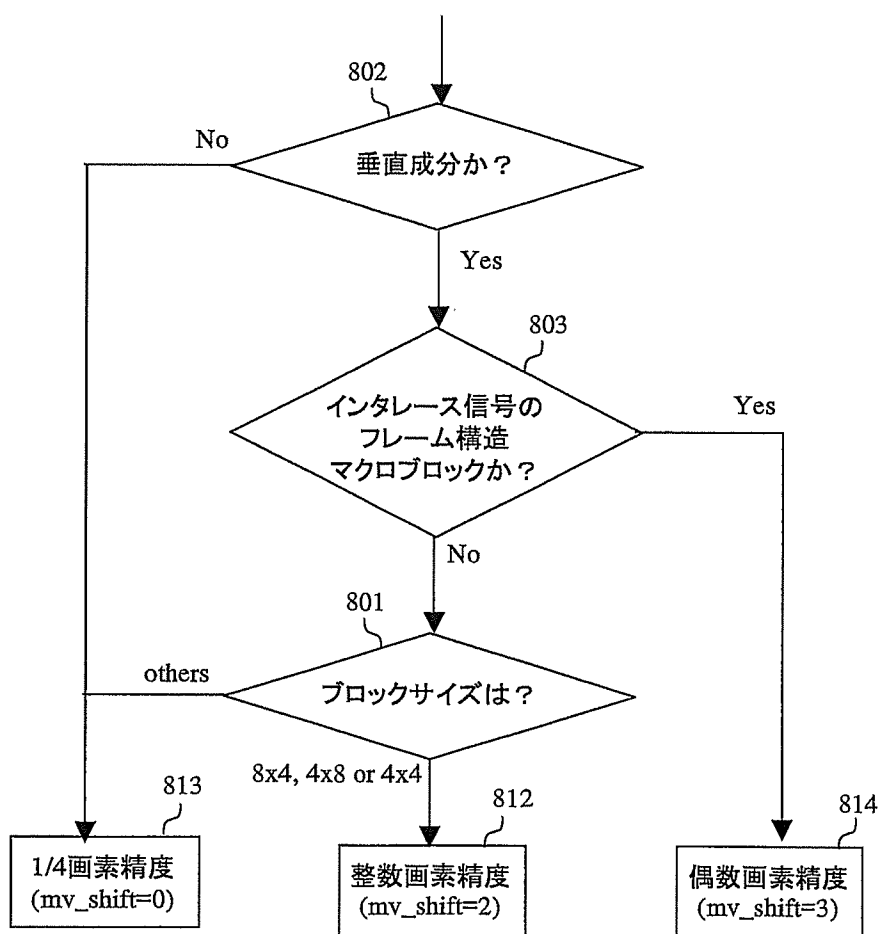 802
No
垂直成分か？
Yes
803
インタレース信号の
フレーム構造
マクロブロックか？
Yes
No
801
others
ブロックサイズは？
8x4, 4x8 or 4x4
813
812
814
1/4画素精度
(mv_shift=0)
整数画素精度
(mv_shift=2)
偶数画素精度
(mv_shift=3)